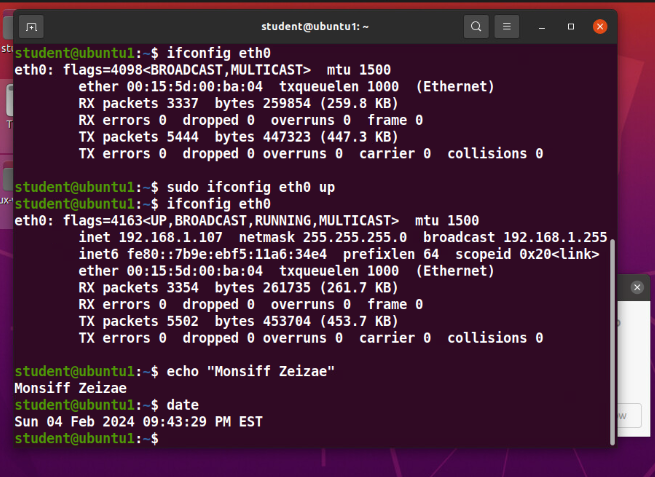 student@ubuntu1: ~
student@ubuntu1:~$ ifconfig eth0
eth0: flags=4098<BROADCAST,MULTICAST>  mtu 1500
        ether 00:15:5d:00:ba:04  txqueuelen 1000  (Ethernet)
        RX packets 3337  bytes 259854 (259.8 KB)
        RX errors 0  dropped 0  overruns 0  frame 0
        TX packets 5444  bytes 447323 (447.3 KB)
        TX errors 0  dropped 0 overruns 0  carrier 0  collisions 0
student@ubuntu1:~$ sudo ifconfig eth0 up
student@ubuntu1:~$ ifconfig eth0
eth0: flags=4163<UP,BROADCAST,RUNNING,MULTICAST>  mtu 1500
        inet 192.168.1.107  netmask 255.255.255.0  broadcast 192.168.1.255
        inet6 fe80::7b9e:ebf5:11a6:34e4  prefixlen 64  scopeid 0x20<link>
        ether 00:15:5d:00:ba:04  txqueuelen 1000  (Ethernet)
        RX packets 3354  bytes 261735 (261.7 KB)
        RX errors 0  dropped 0  overruns 0  frame 0
        TX packets 5502  bytes 453704 (453.7 KB)
        TX errors 0  dropped 0 overruns 0  carrier 0  collisions 0
student@ubuntu1:~$ echo "Monsiff Zeizae"
Monsiff Zeizae
student@ubuntu1:~$ date
Sun 04 Feb 2024 09:43:29 PM EST
student@ubuntu1:~$